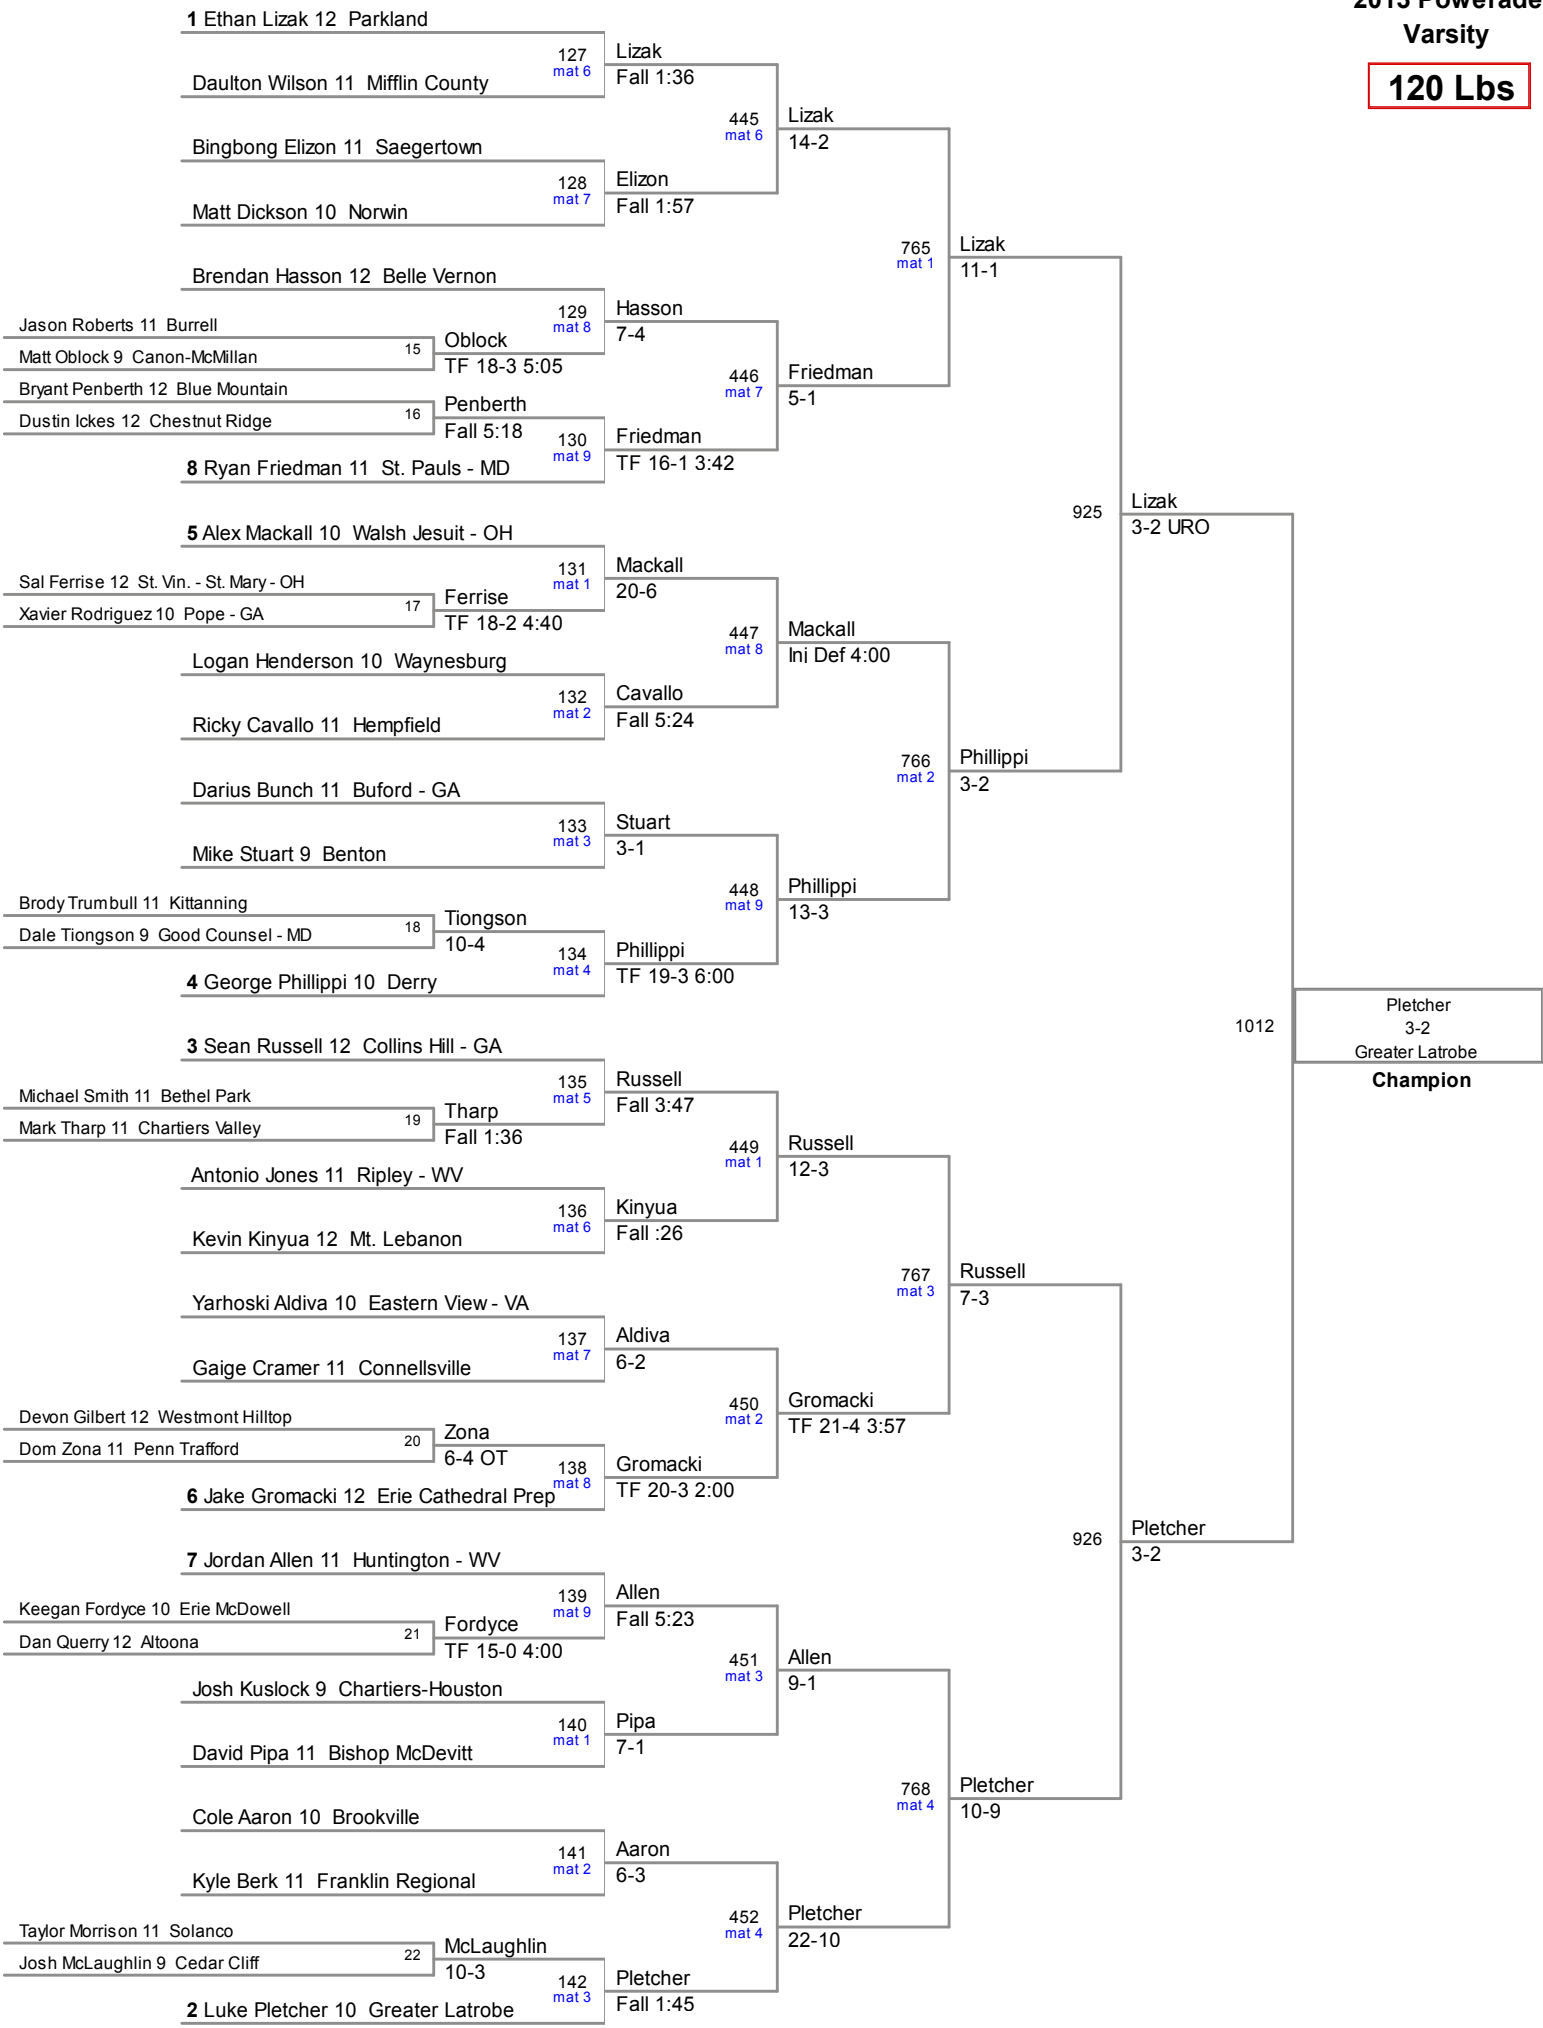 2013 Powerade
Varsity
120 Lbs
1 Ethan Lizak 12 Parkland
127
mat 6
Lizak
Fall 1:36
Daulton Wilson 11 Mifflin County
445
mat 6
Lizak
14-2
Bingbong Elizon 11 Saegertown
128
mat 7
Elizon
Fall 1:57
Matt Dickson 10 Norwin
765
mat 1
Lizak
11-1
Brendan Hasson 12 Belle Vernon
129
mat 8
Hasson
7-4
Jason Roberts 11 Burrell
15
Oblock
TF 18-3 5:05
Matt Oblock 9 Canon-McMillan
446
mat 7
Friedman
5-1
Bryant Penberth 12 Blue Mountain
16
Penberth
Fall 5:18
Dustin Ickes 12 Chestnut Ridge
130
mat 9
Friedman
TF 16-1 3:42
8 Ryan Friedman 11 St. Pauls - MD
925
Lizak
3-2 URO
5 Alex Mackall 10 Walsh Jesuit - OH
131
mat 1
Mackall
20-6
Sal Ferrise 12 St. Vin. - St. Mary - OH
17
Ferrise
TF 18-2 4:40
Xavier Rodriguez 10 Pope - GA
447
mat 8
Mackall
Inj Def 4:00
Logan Henderson 10 Waynesburg
132
mat 2
Cavallo
Fall 5:24
Ricky Cavallo 11 Hempfield
766
mat 2
Phillippi
3-2
Darius Bunch 11 Buford - GA
133
mat 3
Stuart
3-1
Mike Stuart 9 Benton
448
mat 9
Phillippi
13-3
Brody Trumbull 11 Kittanning
18
Tiongson
10-4
Dale Tiongson 9 Good Counsel - MD
134
mat 4
Phillippi
TF 19-3 6:00
4 George Phillippi 10 Derry
1012
Pletcher
3-2
Greater Latrobe
Champion
3 Sean Russell 12 Collins Hill - GA
135
mat 5
Russell
Fall 3:47
Michael Smith 11 Bethel Park
19
Tharp
Fall 1:36
Mark Tharp 11 Chartiers Valley
449
mat 1
Russell
12-3
Antonio Jones 11 Ripley - WV
136
mat 6
Kinyua
Fall :26
Kevin Kinyua 12 Mt. Lebanon
767
mat 3
Russell
7-3
Yarhoski Aldiva 10 Eastern View - VA
137
mat 7
Aldiva
6-2
Gaige Cramer 11 Connellsville
450
mat 2
Gromacki
TF 21-4 3:57
Devon Gilbert 12 Westmont Hilltop
20
Zona
6-4 OT
Dom Zona 11 Penn Trafford
138
mat 8
Gromacki
TF 20-3 2:00
6 Jake Gromacki 12 Erie Cathedral Prep
926
Pletcher
3-2
7 Jordan Allen 11 Huntington - WV
139
mat 9
Allen
Fall 5:23
Keegan Fordyce 10 Erie McDowell
21
Fordyce
TF 15-0 4:00
Dan Querry 12 Altoona
451
mat 3
Allen
9-1
Josh Kuslock 9 Chartiers-Houston
140
mat 1
Pipa
7-1
David Pipa 11 Bishop McDevitt
768
mat 4
Pletcher
10-9
Cole Aaron 10 Brookville
141
mat 2
Aaron
6-3
Kyle Berk 11 Franklin Regional
452
mat 4
Pletcher
22-10
Taylor Morrison 11 Solanco
22
McLaughlin
10-3
Josh McLaughlin 9 Cedar Cliff
142
mat 3
Pletcher
Fall 1:45
2 Luke Pletcher 10 Greater Latrobe